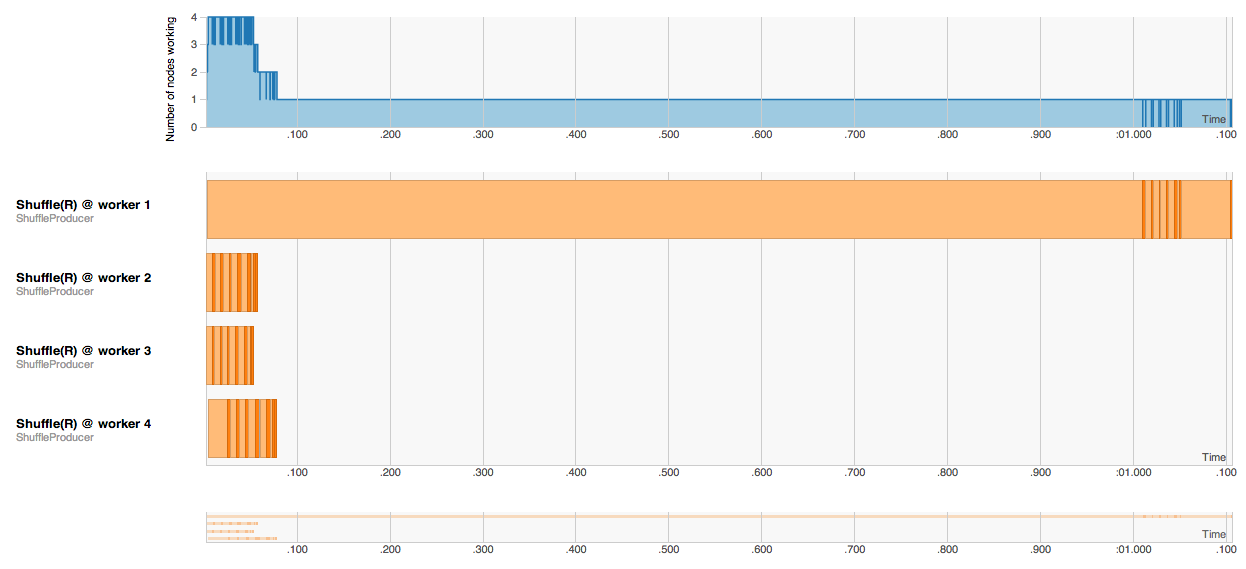 Number of nodes working
4
3
2
1
0
Time
.100 .200 .300 .400 .500 .600 .700 .800 .900 :01.000 .100
Shuffle(R) @ worker 1
ShuffleProducer
Shuffle(R) @ worker 2
ShuffleProducer
Shuffle(R) @ worker 3
ShuffleProducer
Shuffle(R) @ worker 4
ShuffleProducer
Time
.100 .200 .300 .400 .500 .600 .700 .800 .900 :01.000 .100
Time
.100 .200 .300 .400 .500 .600 .700 .800 .900 :01.000 .100